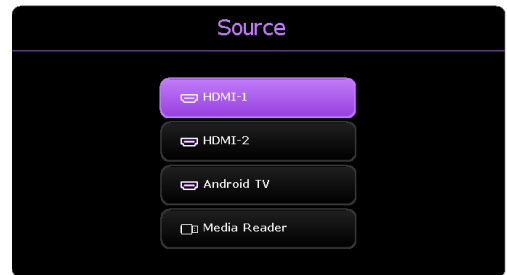 Source
HDMI-1
HDMI-2
Android TV
Media Reader